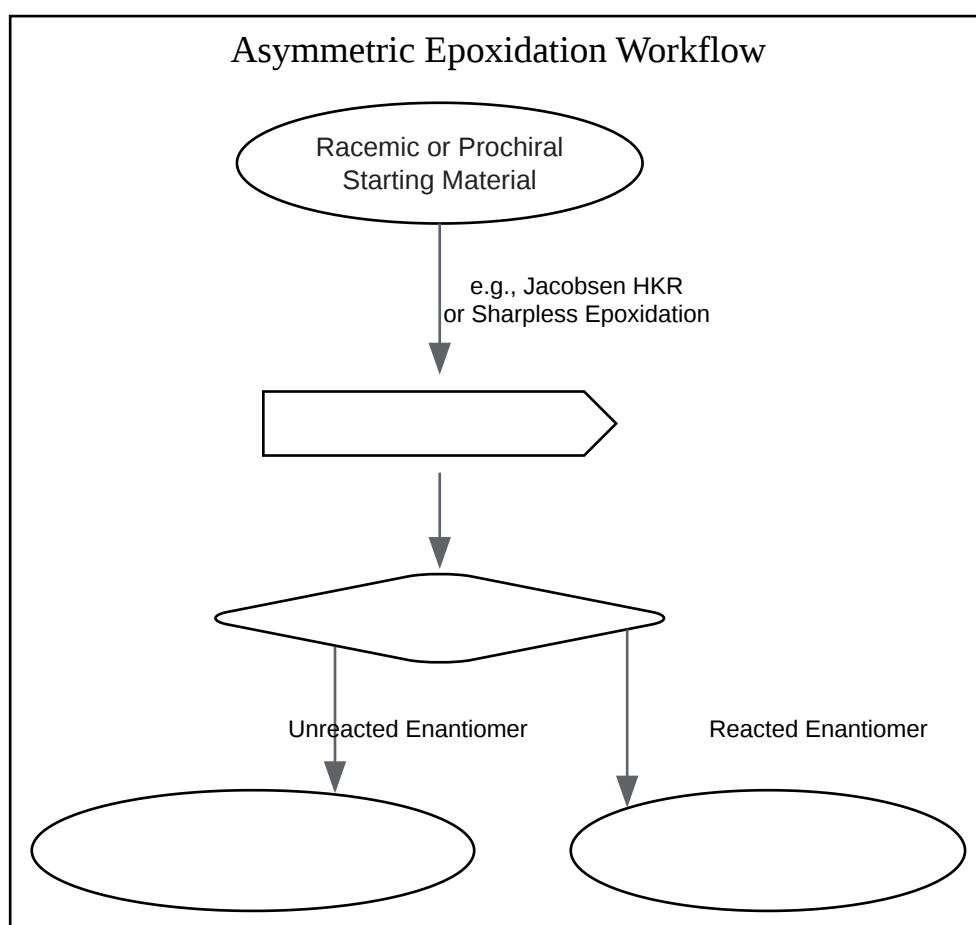 Asymmetric Epoxidation Workflow
Racemic or Prochiral
Starting Material
e.g., Jacobsen HKR
or Sharpless Epoxidation
Unreacted Enantiomer
Reacted Enantiomer